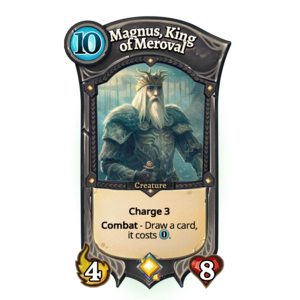 10
Magnus, King
of Meroval
Creature
Charge 3
Combat - Draw a card,
it costs 0.
4
8